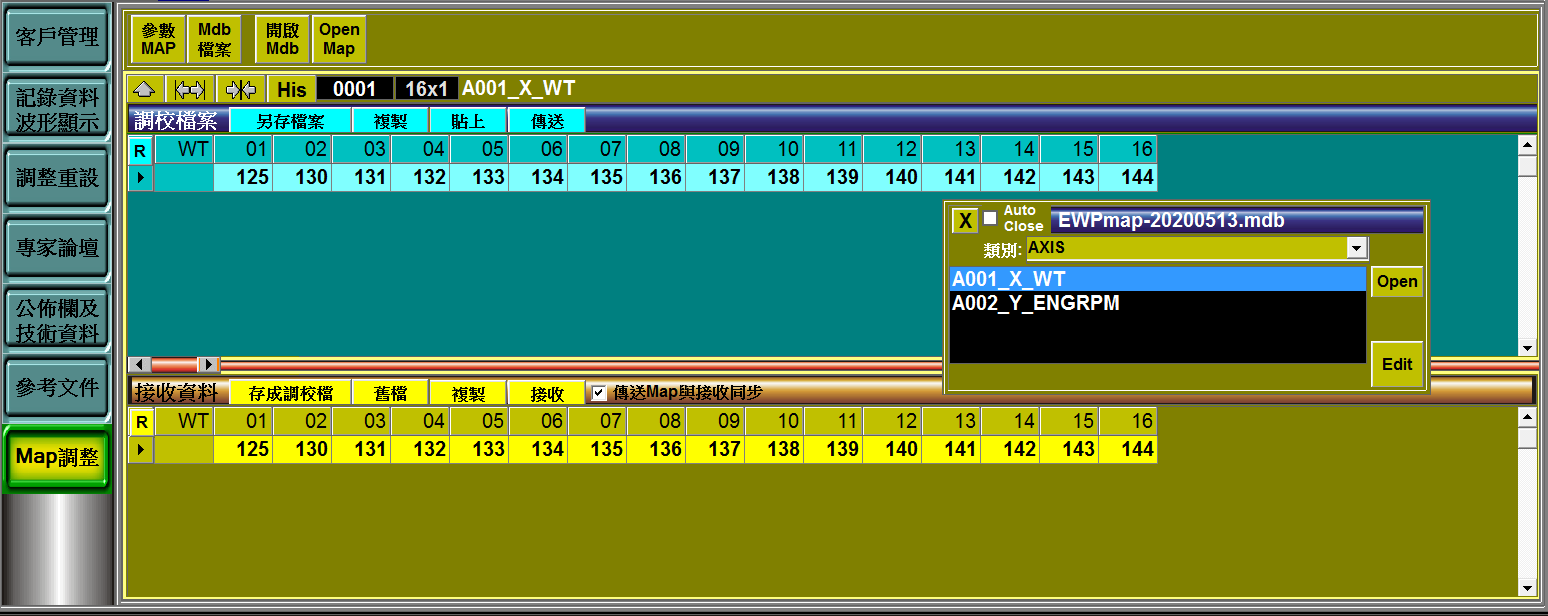 客戶管理
記錄資料
波形顯示
調整重設
專家論壇
公佈欄及
技術資料
參考文件
Map調整
參數 MAP
Mdb 檔案
開啟 Mdb
Open Map
His 0001 16x1 A001_X_WT
調校檔案 另存檔案 複製 貼上 傳送
R WT 01 02 03 04 05 06 07 08 09 10 11 12 13 14 15 16
125 130 131 132 133 134 135 136 137 138 139 140 141 142 143 144
X Auto Close EWPmap-20200513.mdb
類別: AXIS
A001_X_WT
Open
A002_Y_ENGRPM
Edit
接收資料 存成調校檔 舊檔 複製 接收 傳送Map與接收同步
R WT 01 02 03 04 05 06 07 08 09 10 11 12 13 14 15 16
125 130 131 132 133 134 135 136 137 138 139 140 141 142 143 144